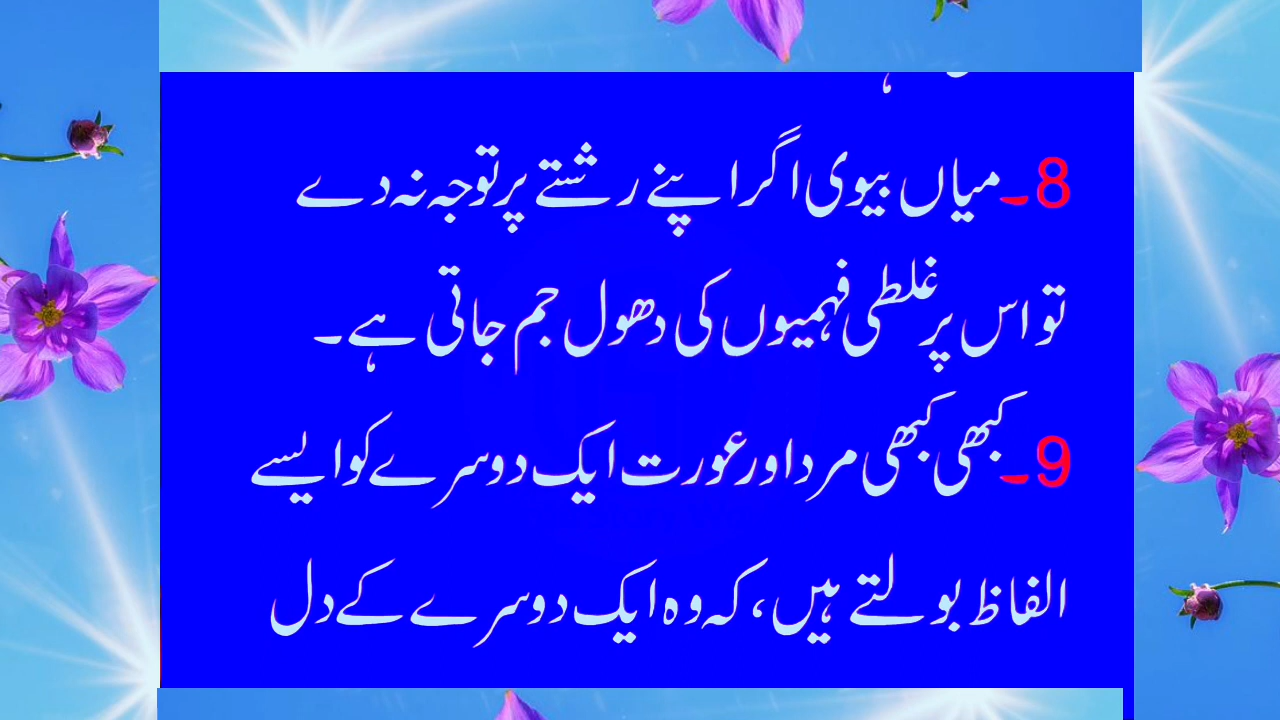 8۔میاں بیوی اگر اپنے رشتے پر توجہ نہ دے
تو اس پر غلطی فہمیوں کی دھول جم جاتی ہے۔
9۔کبھی کبھی مرد اور عورت ایک دوسرے کو ایسے
الفاظ بولتے ہیں، کہ وہ ایک دوسرے کے دل